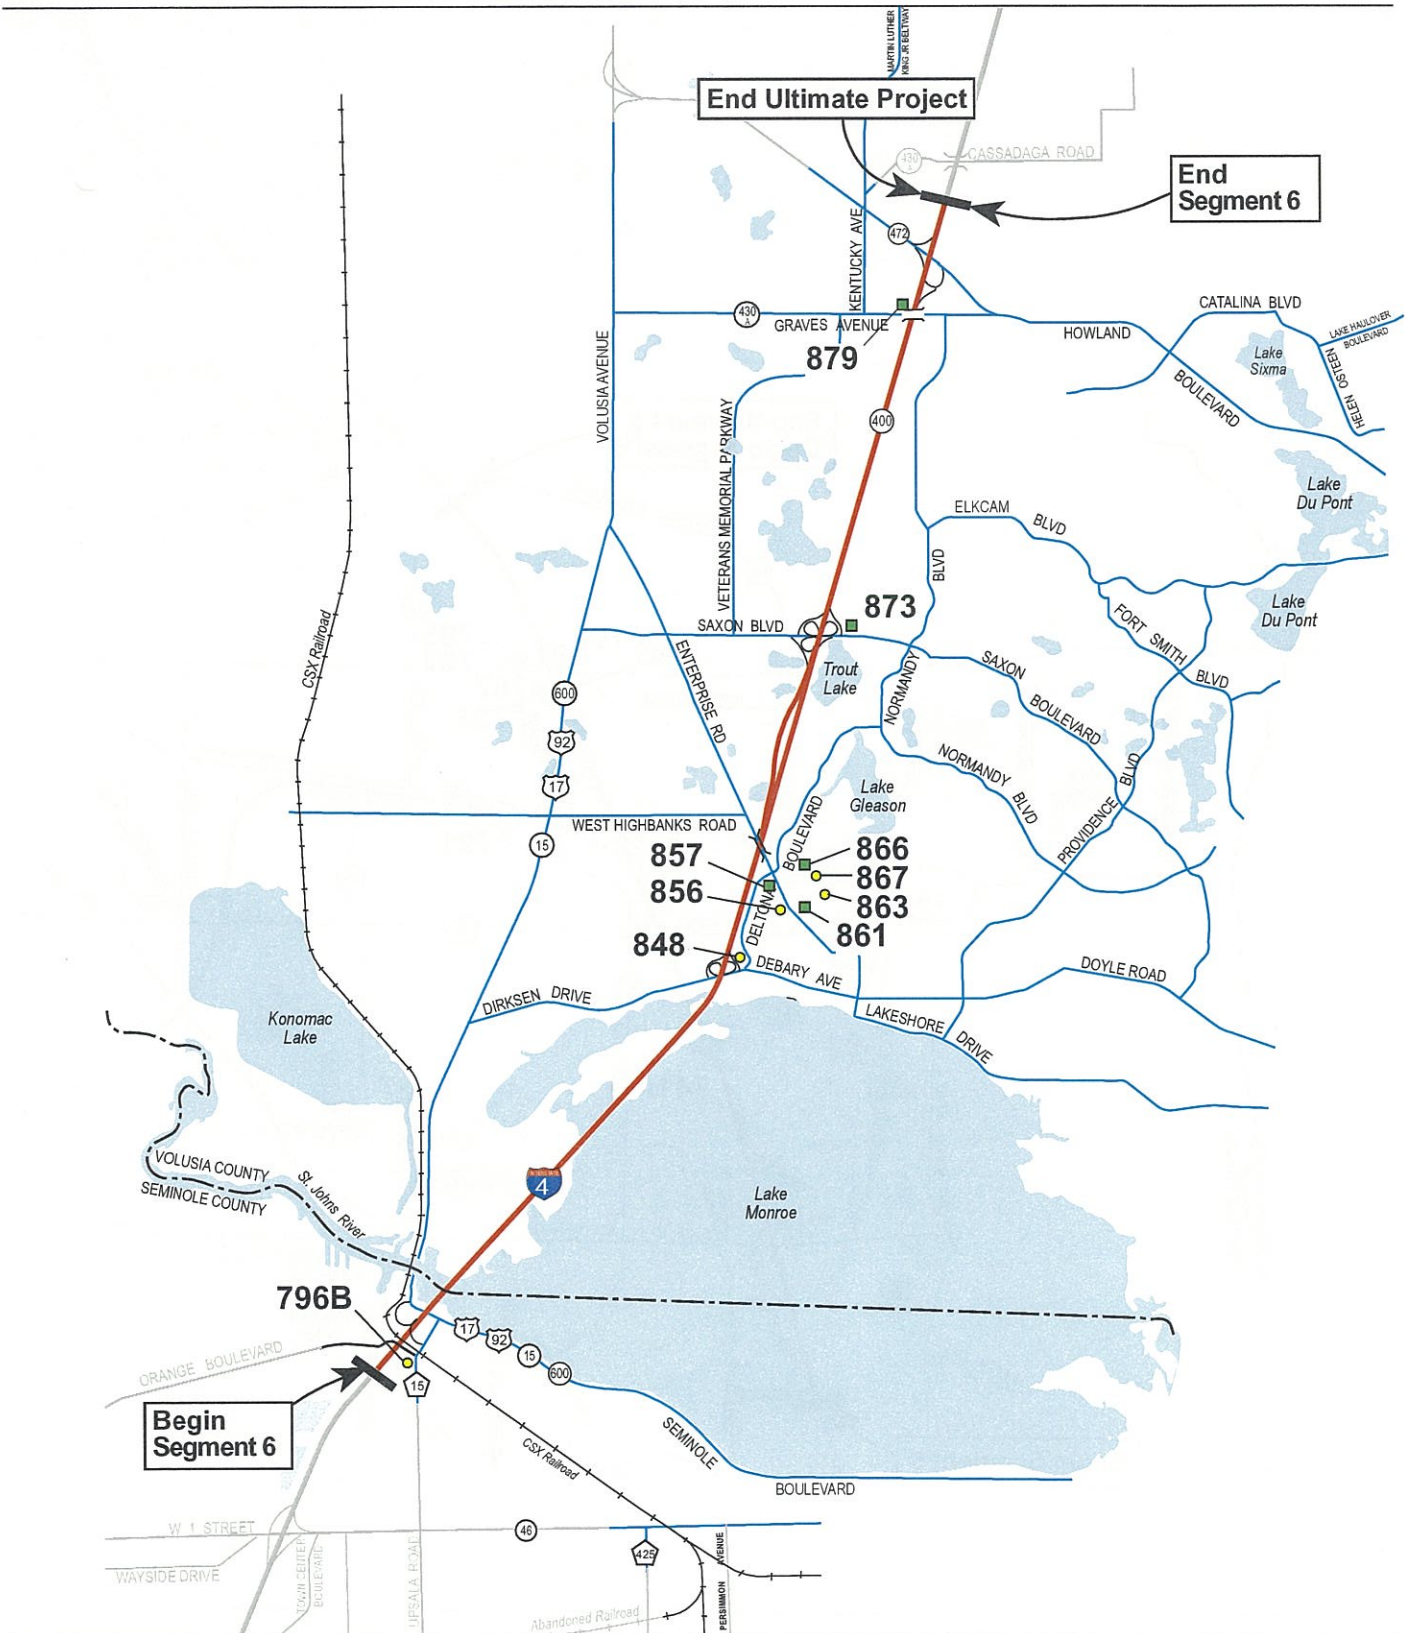 MARTIN LUTHER
KING JR BELTWAY
End Ultimate Project
430
A
CASSADAGA ROAD
End
Segment 6
472
KENTUCKY AVE
430
A
GRAVES AVENUE
879
HOWLAND
BOULEVARD
CATALINA BLVD
LAKE HAULOVER
BOULEVARD
HELEN OSTEEN
Lake
Sixma
VOLUSIA AVENUE
400
VETERANS MEMORIAL PARKWAY
Lake
Du Pont
ELKCAM
BLVD
BLVD
Lake
Du Pont
873
SAXON BLVD
FORT SMITH
BLVD
CSX Railroad
ENTERPRISE RD
Trout
Lake
NORMANDY
SAXON
BOULEVARD
600
92
17
15
NORMANDY BLVD
PROVIDENCE
BLVD
Lake
Gleason
WEST HIGHBANKS ROAD
BOULEVARD
DELTONA
857
856
866
867
863
861
848
DEBARY AVE
DOYLE ROAD
DIRKSEN DRIVE
LAKESHORE
DRIVE
Konomac
Lake
VOLUSIA COUNTY
SEMINOLE COUNTY
St. Johns River
4
Lake
Monroe
796B
17
92
15
600
ORANGE BOULEVARD
15
Begin
Segment 6
CSX Railroad
SEMINOLE
BOULEVARD
W 1 STREET
46
425
WAYSIDE DRIVE
TOWN CENTER
BOULEVARD
UPSALA ROAD
Abandoned Railroad
PERSIMMON AVENUE